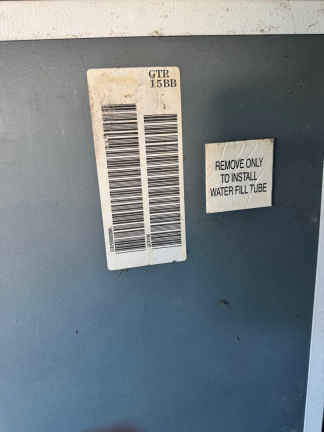 GTR
15BB
REMOVE ONLY
TO INSTALL
WATER FILL TUBE